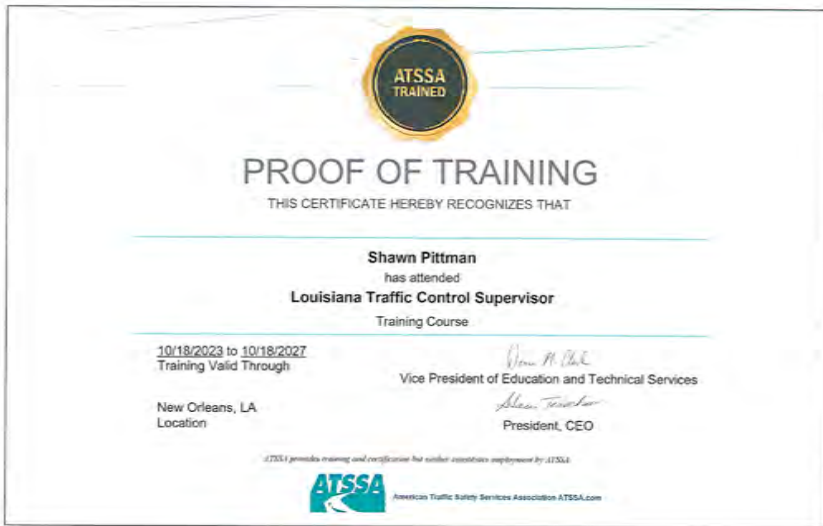 ATSSA
TRAINED
PROOF OF TRAINING
THIS CERTIFICATE HEREBY RECOGNIZES THAT
Shawn Pittman
has attended
Louisiana Traffic Control Supervisor
Training Course
10/18/2023 to 10/18/2027
Training Valid Through
Vice President of Education and Technical Services
New Orleans, LA
Location
President, CEO
ATSSA provides training and certification but neither constitutes employment by ATSSA
ATSSA
American Traffic Safety Services Association ATSSA.com